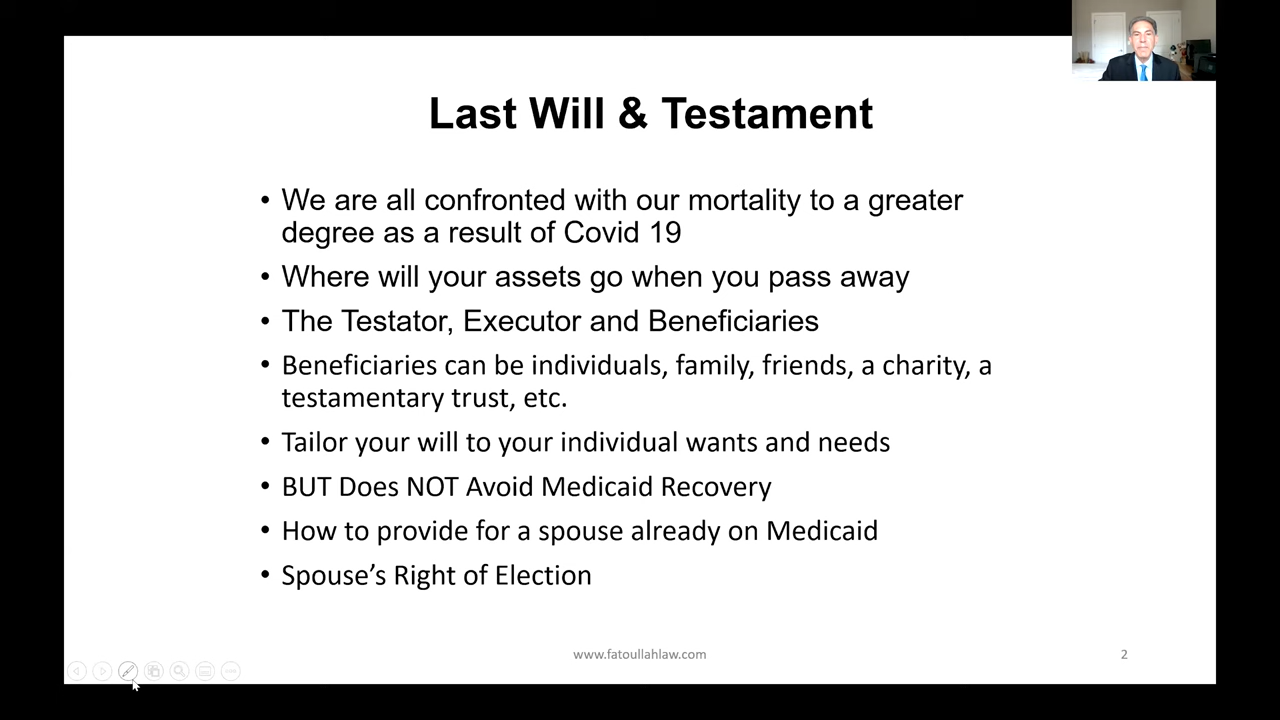 Last Will & Testament
• We are all confronted with our mortality to a greater
degree as a result of Covid 19
• Where will your assets go when you pass away
• The Testator, Executor and Beneficiaries
• Beneficiaries can be individuals, family, friends, a charity, a
testamentary trust, etc.
• Tailor your will to your individual wants and needs
• BUT Does NOT Avoid Medicaid Recovery
• How to provide for a spouse already on Medicaid
• Spouse’s Right of Election
www.fatoullahlaw.com
2